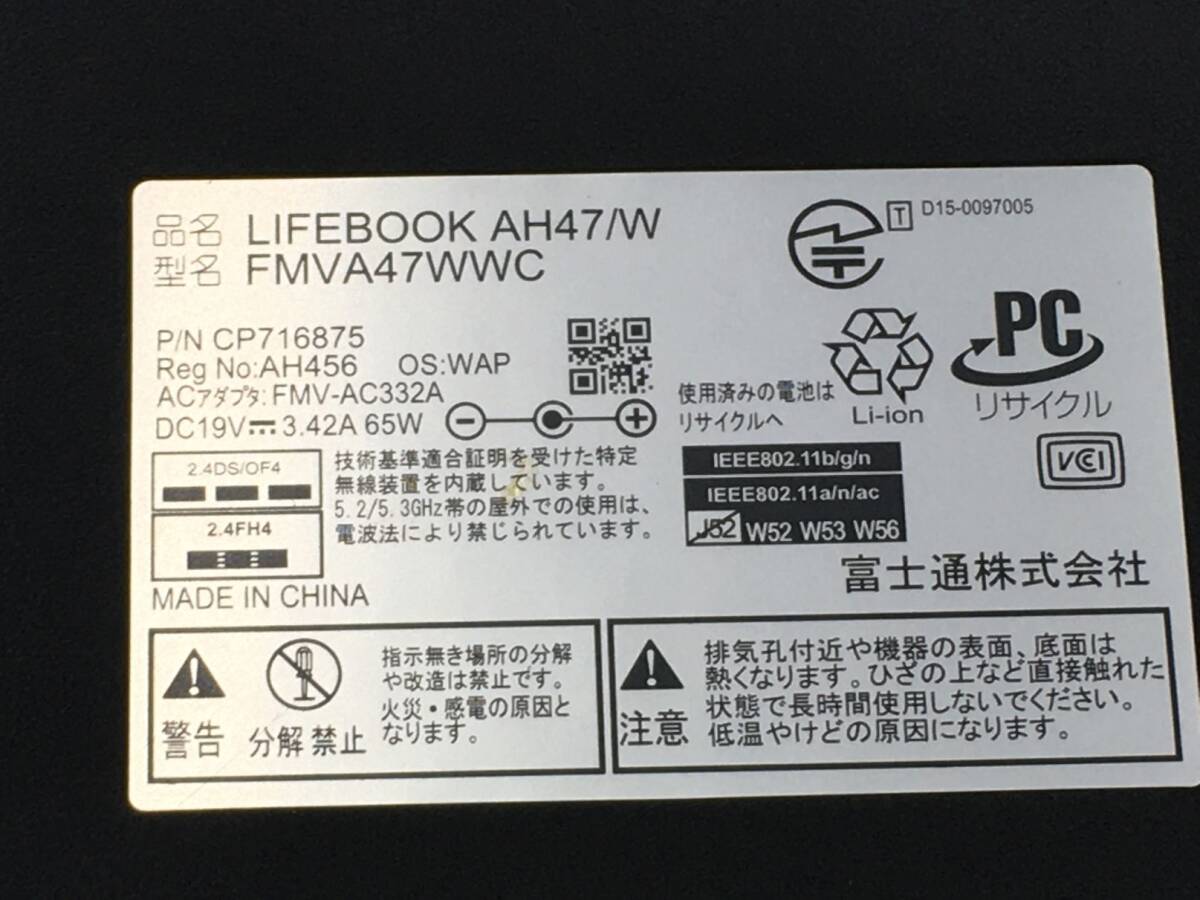 品名 LIFEBOOK AH47/W
型名 FMVA47WWC
T D15-0097005
P/N CP716875
Reg No:AH456 OS:WAP
ACアダプタ:FMV-AC332A
DC19V 3.42A 65W
使用済みの電池は
リサイクルへ
Li-ion
PC
リサイクル
VCCI
2.4DS/OF4
2.4FH4
技術基準適合証明を受けた特定
無線装置を内蔵しています。
5.2/5.3GHz帯の屋外での使用は、
電波法により禁じられています。
IEEE802.11b/g/n
IEEE802.11a/n/ac
J52 W52 W53 W56
富士通株式会社
MADE IN CHINA
警告
分解禁止
指示無き場所の分解
や改造は禁止です。
火災・感電の原因と
なります。
注意
排気孔付近や機器の表面、底面は
熱くなります。ひざの上など直接触れた
状態で長時間使用しないでください。
低温やけどの原因になります。